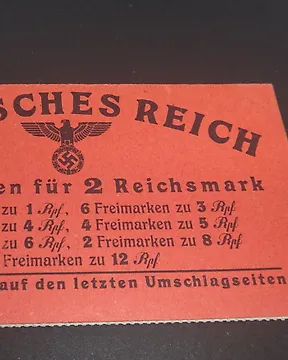 SCHES REICH
en für 2 Reichsmark
zu 1 Rpf, 6 Freimarken zu 3 Rpf
zu 4 Rpf, 4 Freimarken zu 5 Rpf
zu 6 Rpf, 2 Freimarken zu 8 Rpf
Freimarken zu 12 Rpf
auf den letzten Umschlagseiten